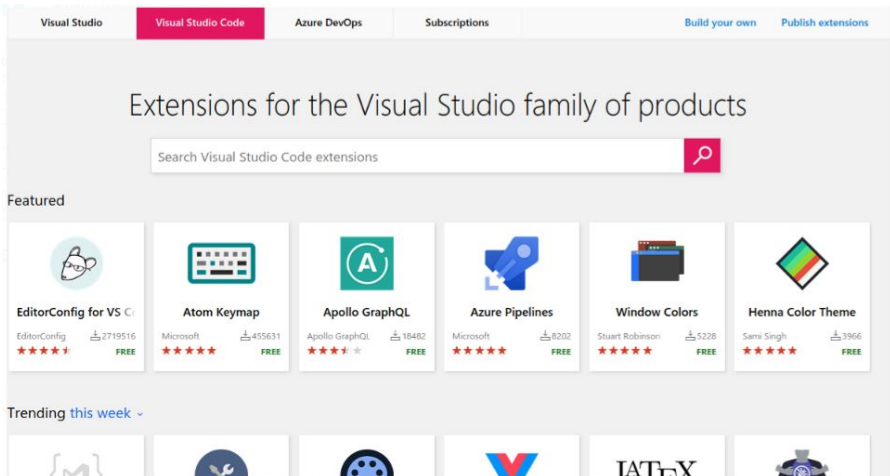 Visual Studio Visual Studio Code Azure DevOps Subscriptions Build your own Publish extensions
Extensions for the Visual Studio family of products
Search Visual Studio Code extensions
Featured
A
EditorConfig for VS Atom Keymap Apollo GraphQL Azure Pipelines Window Colors Henna Color Theme
EditorConfig 2719516 Microsoft 455631 Apollo GraphQL 18482 Microsoft 8202 Stuart Robinson 5228 Sami Singh 3966
FREE FREE FREE FREE FREE FREE
Trending this week
LATEX